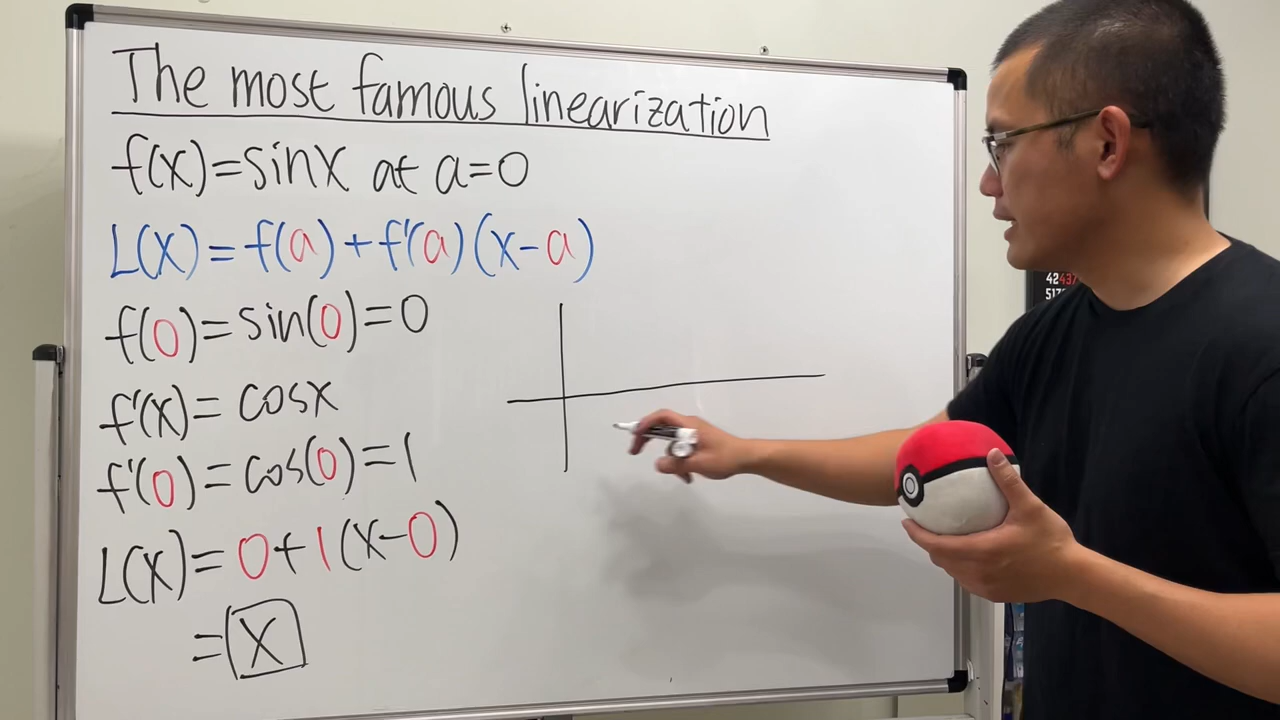 The most famous linearization
f(x)=sinx at a=0
L(x)=f(a)+f'(a)(x-a)
f(0)=sin(0)=0
f'(x)=cosx
f'(0)=cos(0)=1
L(x)=0+1(x-0)
=x